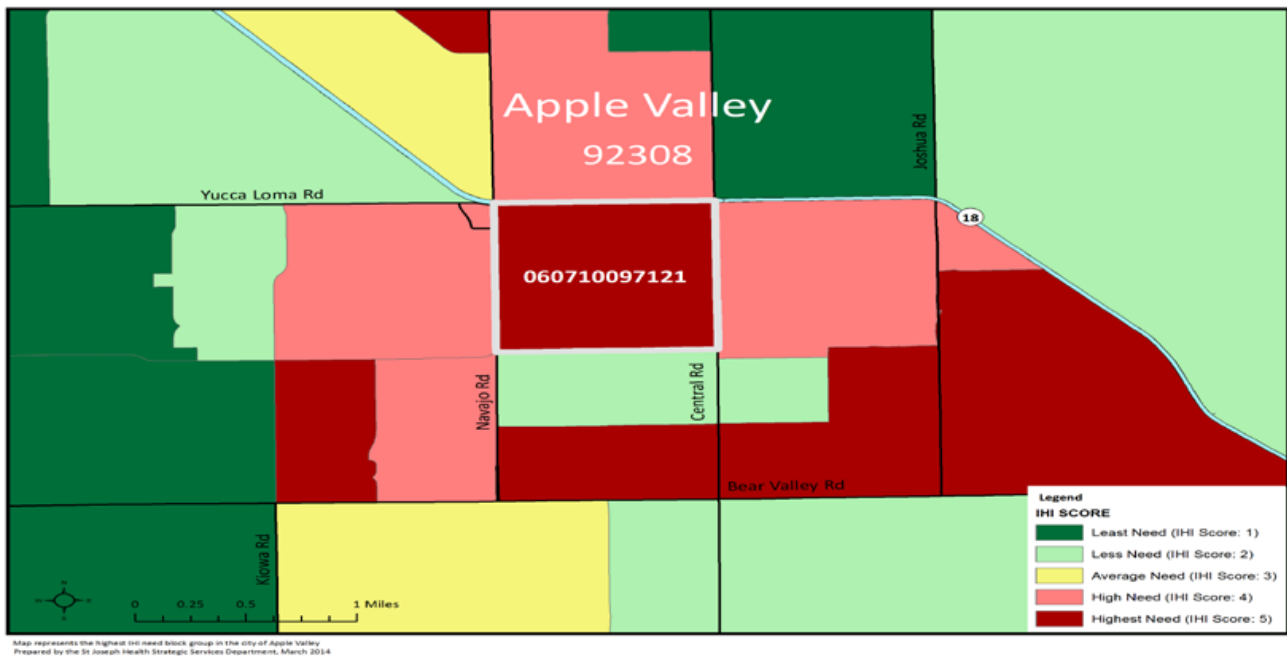 Apple Valley
92308
Joshua Rd
Yucca Loma Rd
18
060710097121
Navajo Rd
Central Rd
Bear Valley Rd
Kiowa Rd
N
W
E
S
0 0.25 0.5 1 Miles
Legend
IHI SCORE
Least Need (IHI Score: 1)
Less Need (IHI Score: 2)
Average Need (IHI Score: 3)
High Need (IHI Score: 4)
Highest Need (IHI Score: 5)
Map represents the highest IHI need block group in the city of Apple Valley
Prepared by the St Joseph Health Strategic Services Department, March 2014